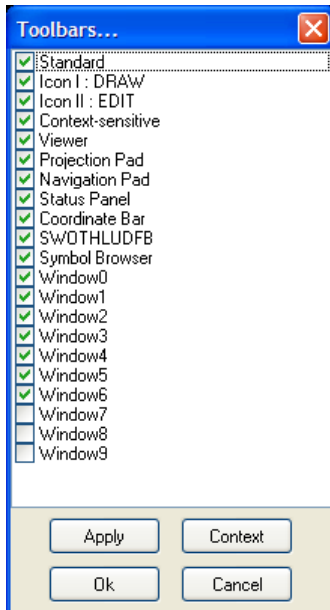 Toolbars...
Standard
Icon I : DRAW
Icon II : EDIT
Context-sensitive
Viewer
Projection Pad
Navigation Pad
Status Panel
Coordinate Bar
SWOTHLUDFB
Symbol Browser
Window0
Window1
Window2
Window3
Window4
Window5
Window6
Window7
Window8
Window9
Apply Context
Ok Cancel